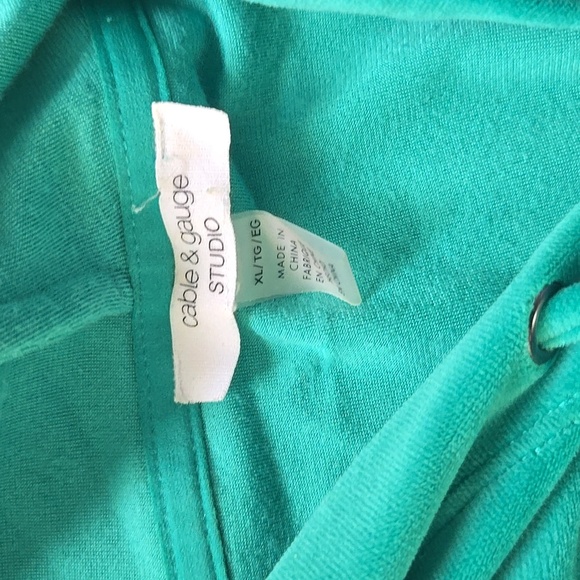 cable & gauge
STUDIO
XL/TG/EG
MADE IN
CHINA